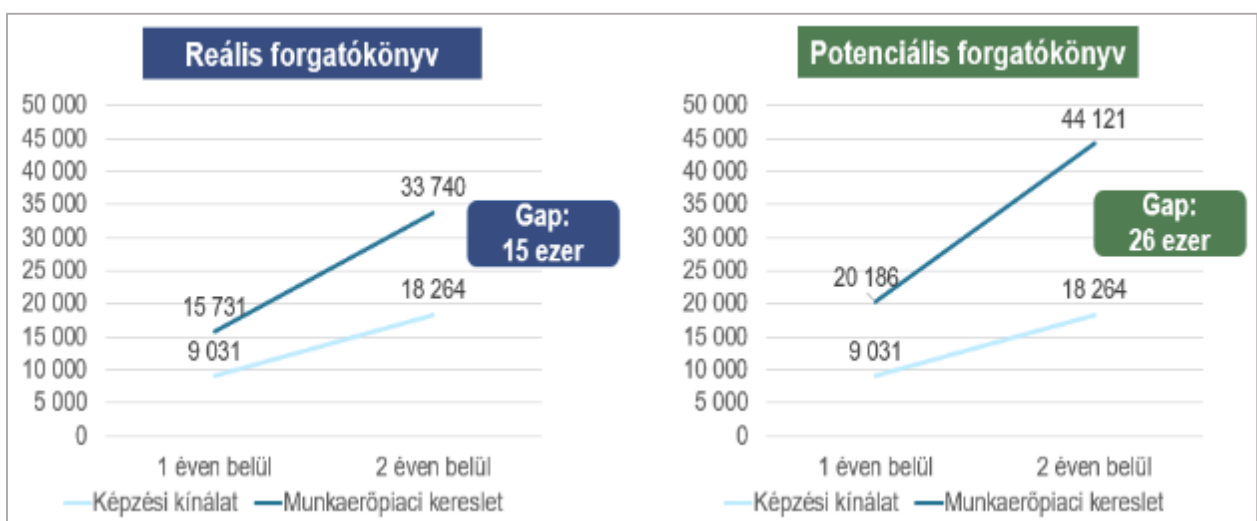 Reális forgatókönyv
50 000
45 000
40 000
35 000
30 000
25 000
20 000
15 000
10 000
5 000
0
33 740
Gap:
15 ezer
18 264
15 731
9 031
1 éven belül
2 éven belül
Képzési kínálat
Munkaerőpiaci kereslet
Potenciális forgatókönyv
50 000
45 000
40 000
35 000
30 000
25 000
20 000
15 000
10 000
5 000
0
44 121
Gap:
26 ezer
20 186
18 264
9 031
1 éven belül
2 éven belül
Képzési kínálat
Munkaerőpiaci kereslet